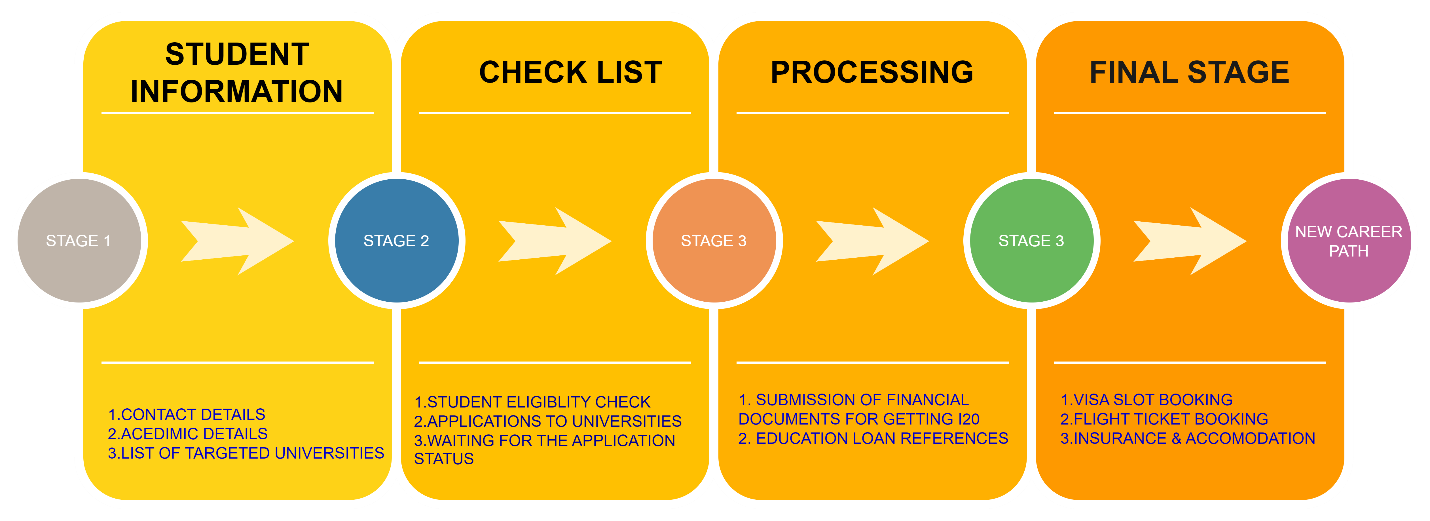 STUDENT
INFORMATION
CHECK LIST
PROCESSING
FINAL STAGE
STAGE 1
STAGE 2
STAGE 3
STAGE 3
NEW CAREER
PATH
1.CONTACT DETAILS
2.ACEDIMIC DETAILS
3.LIST OF TARGETED UNIVERSITIES
1.STUDENT ELIGIBLITY CHECK
2.APPLICATIONS TO UNIVERSITIES
3.WAITING FOR THE APPLICATION
STATUS
1. SUBMISSION OF FINANCIAL
DOCUMENTS FOR GETTING I20
2. EDUCATION LOAN REFERENCES
1.VISA SLOT BOOKING
2.FLIGHT TICKET BOOKING
3.INSURANCE & ACCOMODATION